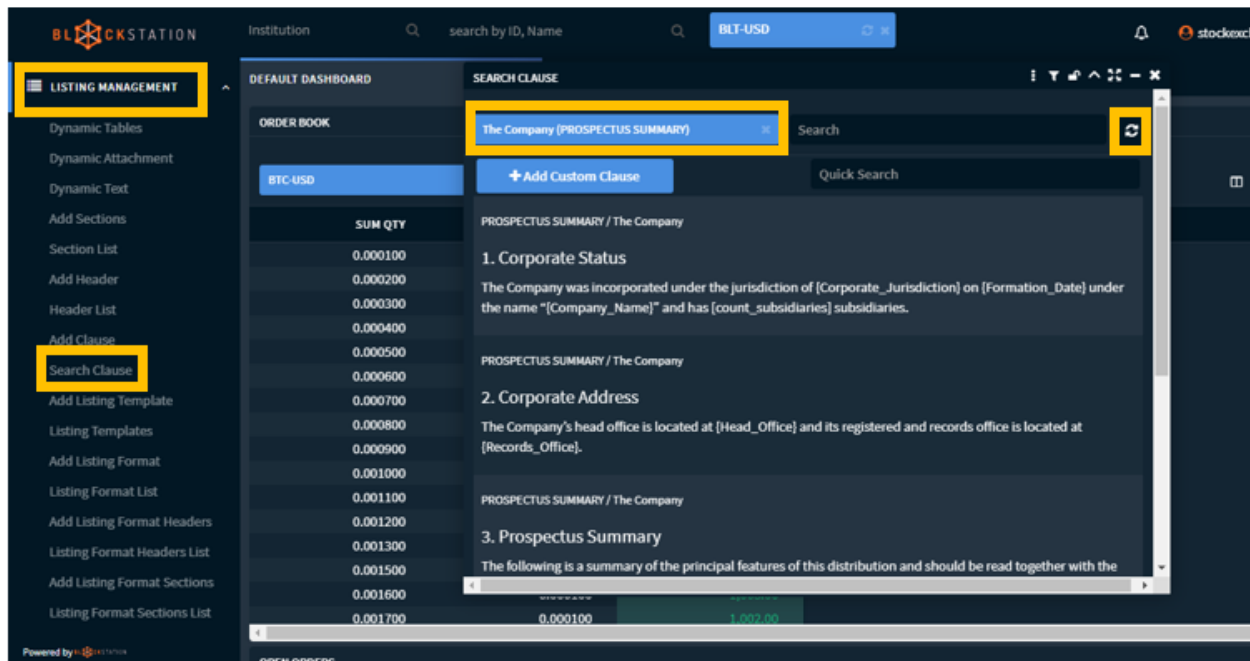 BLOCKSTATION
Institution
search by ID, Name
BLT-USD
stockexcl
LISTING MANAGEMENT
Dynamic Tables
Dynamic Attachment
Dynamic Text
Add Sections
Section List
Add Header
Header List
Add Clause
Search Clause
Add Listing Template
Listing Templates
Add Listing Format
Listing Format List
Add Listing Format Headers
Listing Format Headers List
Add Listing Format Sections
Listing Format Sections List
Powered by BLOCKSTATION
DEFAULT DASHBOARD
ORDER BOOK
BTC-USD
SUM QTY
0.000100
0.000200
0.000300
0.000400
0.000500
0.000600
0.000700
0.000800
0.000900
0.001000
0.001100
0.001200
0.001300
0.001500
0.001600
0.001700 0.000100 1,002.00
SEARCH CLAUSE
The Company (PROSPECTUS SUMMARY)
Search
+Add Custom Clause
Quick Search
PROSPECTUS SUMMARY / The Company
1. Corporate Status
The Company was incorporated under the jurisdiction of {Corporate_Jurisdiction} on {Formation_Date} under
the name “{Company_Name}” and has {count_subsidiaries} subsidiaries.
PROSPECTUS SUMMARY / The Company
2. Corporate Address
The Company’s head office is located at {Head_Office} and its registered and records office is located at
{Records_Office}.
PROSPECTUS SUMMARY / The Company
3. Prospectus Summary
The following is a summary of the principal features of this distribution and should be read together with the